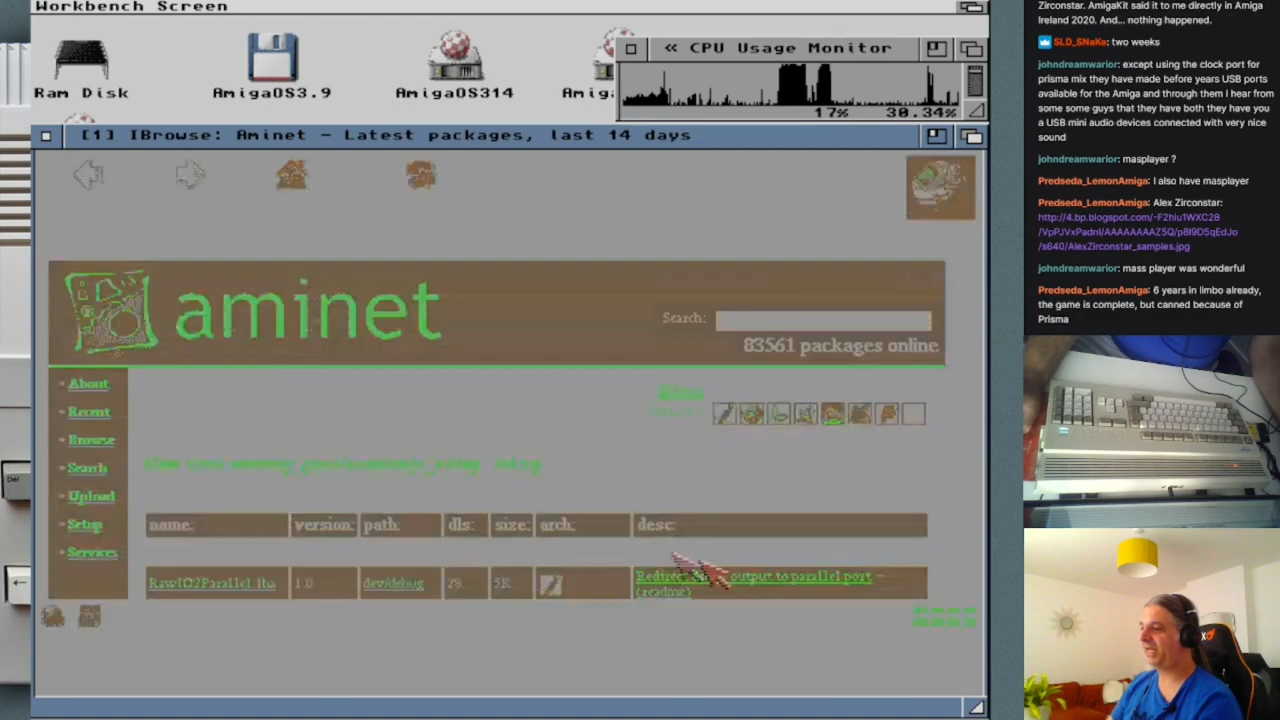 Workbench Screen
Ram Disk
AmigaOS3.9
AmigaOS314
Amig
« CPU Usage Monitor
17% 30.34%
[1] IBrowse: Aminet - Latest packages, last 14 days
aminet
Search:
83561 packages online
About
Recent
Browse
Search
Upload
Setup
Services
name: version: path: dls: size: arch: desc:
RawIO2Parallel.lha 1.0 dev/debug 28 5K Redirect output to parallel port -
(readme)
Del
Zirconstar. AmigaKit said it to me directly in Amiga
Ireland 2020. And... nothing happened.
SLD_SNaKe: two weeks
johndreamwarior: except using the clock port for
prisma mix they have made before years USB ports
available for the Amiga and through them I hear from
some some guys that they have both they have you
a USB mini audio devices connected with very nice
sound
johndreamwarior: masplayer ?
Predseda_LemonAmiga: I also have masplayer
Predseda_LemonAmiga: Alex Zirconstar:
http://4.bp.blogspot.com/-F2hlu1WXC28
/VpPJVxPadnI/AAAAAAAAZ5Q/p8I9D5qEdJo
/s640/AlexZirconstar_samples.jpg
johndreamwarior: mass player was wonderful
Predseda_LemonAmiga: 6 years in limbo already,
the game is complete, but canned because of
Prisma